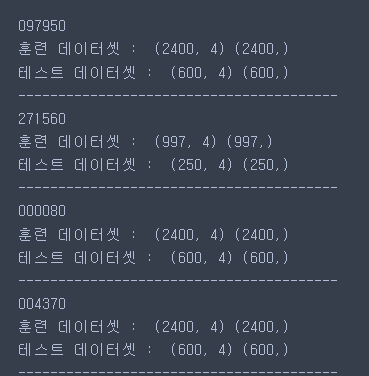 097950
훈련 데이터셋 :  (2400, 4) (2400,)
테스트 데이터셋 :  (600, 4) (600,)
----------------------------------------
271560
훈련 데이터셋 :  (997, 4) (997,)
테스트 데이터셋 :  (250, 4) (250,)
----------------------------------------
000080
훈련 데이터셋 :  (2400, 4) (2400,)
테스트 데이터셋 :  (600, 4) (600,)
----------------------------------------
004370
훈련 데이터셋 :  (2400, 4) (2400,)
테스트 데이터셋 :  (600, 4) (600,)
----------------------------------------